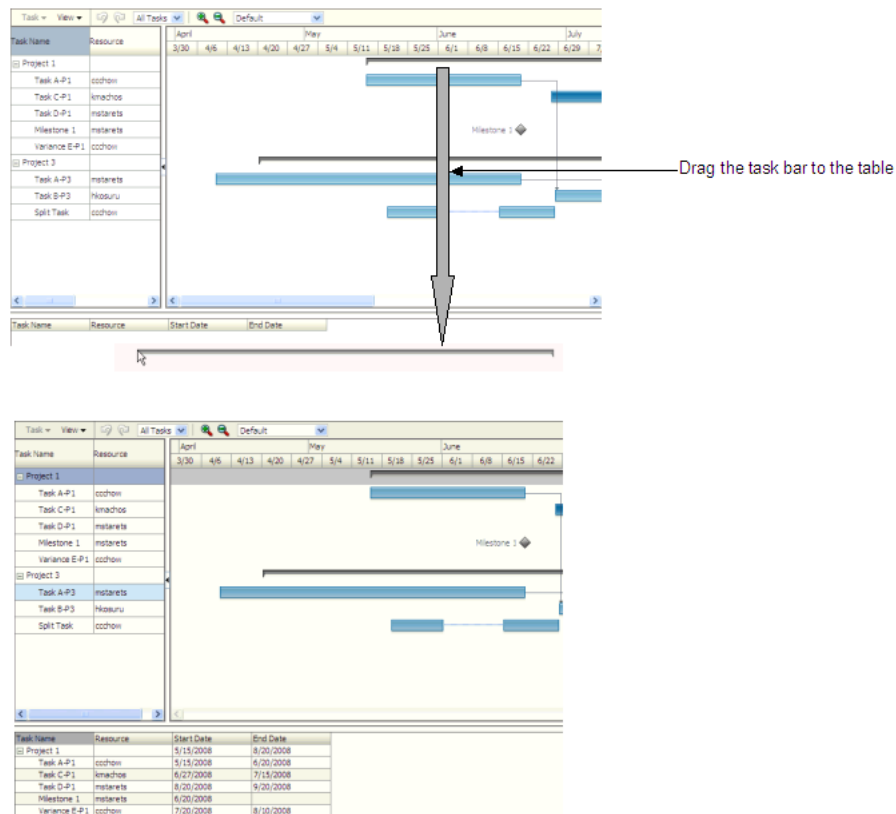 Task View All Tasks Default
Task Name Resource
April May June July
3/30 4/6 4/13 4/20 4/27 5/4 5/11 5/18 5/25 6/1 6/8 6/15 6/22 6/29 7
Project 1
Task A-P1 ccchow
Task C-P1 kmachos
Task D-P1 mstarets
Milestone 1 mstarets Milestone 1
Variance E-P1 ccchow
Project 3
Drag the task bar to the table
Task A-P3 mstarets
Task B-P3 hkosuru
Split Task ccchow
Task Name Resource Start Date End Date
Task View All Tasks Default
Task Name Resource
April May June
3/30 4/6 4/13 4/20 4/27 5/4 5/11 5/18 5/25 6/1 6/8 6/15 6/22
Project 1
Task A-P1 ccchow
Task C-P1 kmachos
Task D-P1 mstarets
Milestone 1 mstarets Milestone 1
Variance E-P1 ccchow
Project 3
Task A-P3 mstarets
Task B-P3 hkosuru
Split Task ccchow
Task Name Resource Start Date End Date
Project 1 5/15/2008 8/20/2008
Task A-P1 ccchow 5/15/2008 6/20/2008
Task C-P1 kmachos 6/27/2008 7/15/2008
Task D-P1 mstarets 8/20/2008 9/20/2008
Milestone 1 mstarets 6/20/2008
Variance E-P1 ccchow 7/20/2008 8/10/2008